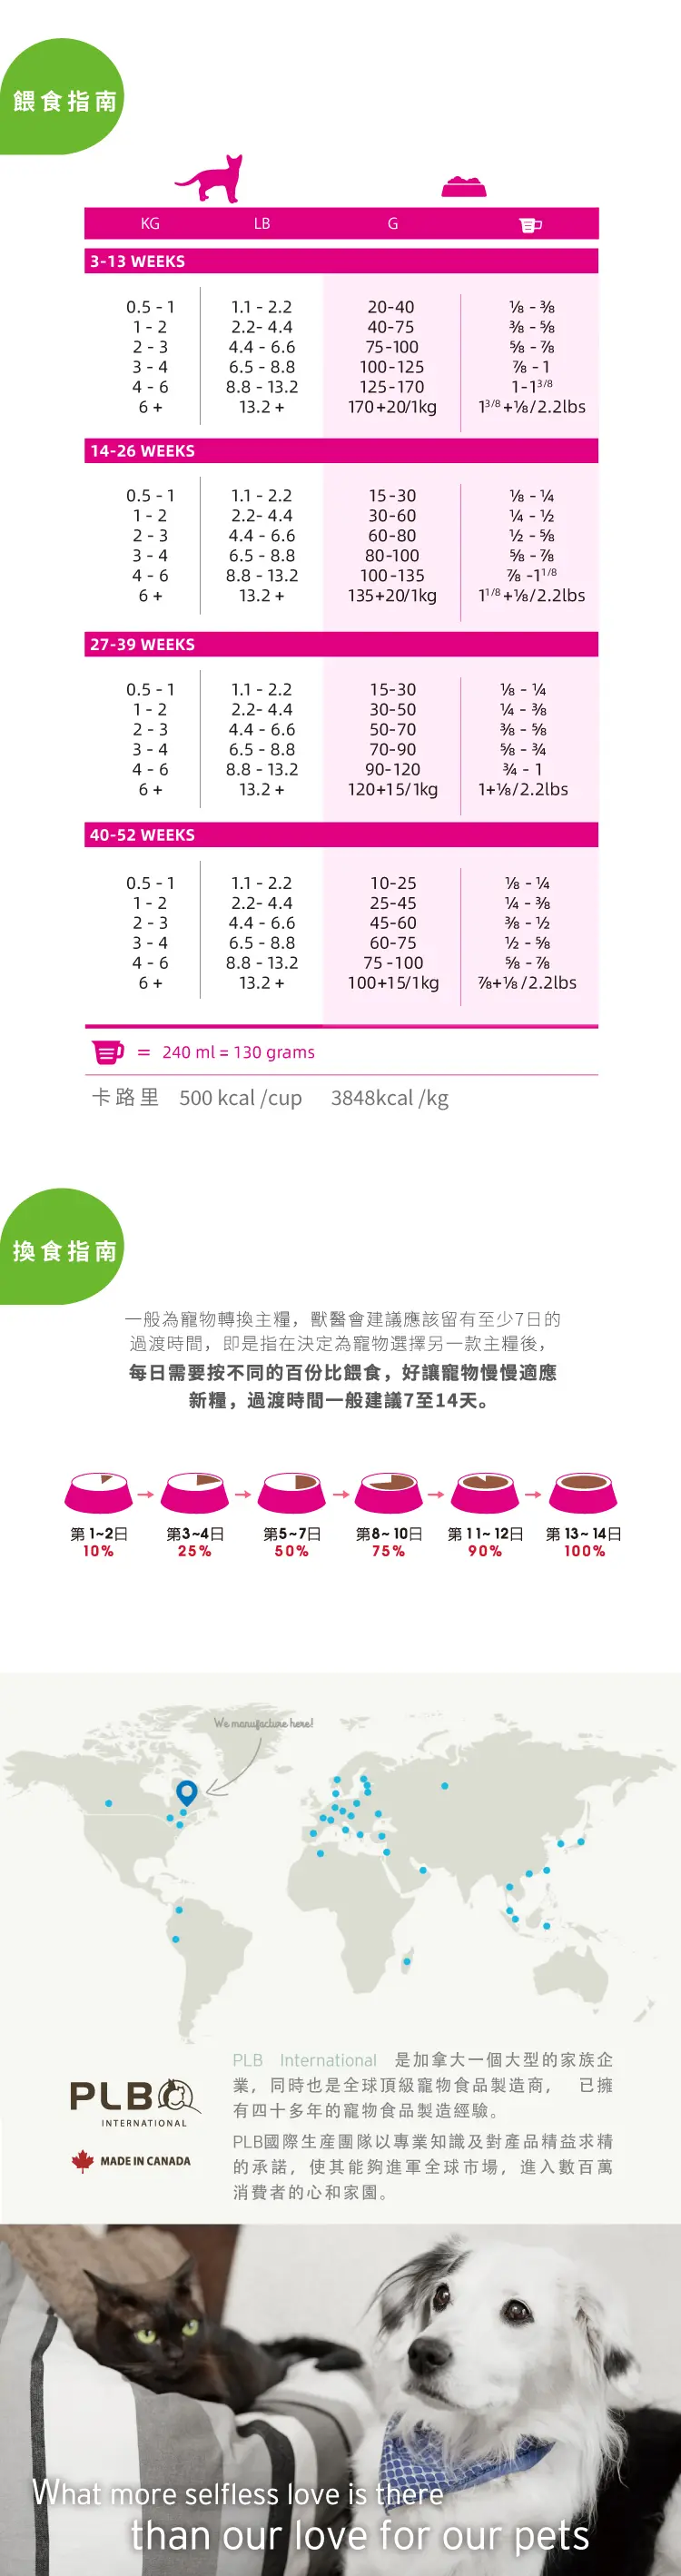 餵食指南
KG LB G
3-13 WEEKS
0.5 - 1 1.1 - 2.2 20-40 ⅛ - ⅜
1 - 2 2.2- 4.4 40-75 ⅜ - ⅝
2 - 3 4.4 - 6.6 75-100 ⅝ - ⅞
3 - 4 6.5 - 8.8 100-125 ⅞ - 1
4 - 6 8.8 - 13.2 125-170 1-1³/⁸
6 + 13.2 + 170+20/1kg 1³/⁸+⅛/2.2lbs
14-26 WEEKS
0.5 - 1 1.1 - 2.2 15-30 ⅛ - ¼
1 - 2 2.2- 4.4 30-60 ¼ - ½
2 - 3 4.4 - 6.6 60-80 ½ - ⅝
3 - 4 6.5 - 8.8 80-100 ⅝ - ⅞
4 - 6 8.8 - 13.2 100-135 ⅞ -1¹/⁸
6 + 13.2 + 135+20/1kg 1¹/⁸+⅛/2.2lbs
27-39 WEEKS
0.5 - 1 1.1 - 2.2 15-30 ⅛ - ¼
1 - 2 2.2- 4.4 30-50 ¼ - ⅜
2 - 3 4.4 - 6.6 50-70 ⅜ - ⅝
3 - 4 6.5 - 8.8 70-90 ⅝ - ¾
4 - 6 8.8 - 13.2 90-120 ¾ - 1
6 + 13.2 + 120+15/1kg 1+⅛/2.2lbs
40-52 WEEKS
0.5 - 1 1.1 - 2.2 10-25 ⅛ - ¼
1 - 2 2.2- 4.4 25-45 ¼ - ⅜
2 - 3 4.4 - 6.6 45-60 ⅜ - ½
3 - 4 6.5 - 8.8 60-75 ½ - ⅝
4 - 6 8.8 - 13.2 75 -100 ⅝ - ⅞
6 + 13.2 + 100+15/1kg ⅞+⅛ /2.2lbs
= 240 ml = 130 grams
卡路里 500 kcal /cup 3848kcal /kg
換食指南
一般為寵物轉換主糧，獸醫會建議應該留有至少7日的
過渡時間，即是指在決定為寵物選擇另一款主糧後，
每日需要按不同的百份比餵食，好讓寵物慢慢適應
新糧，過渡時間一般建議7至14天。
第 1~2日 第3~4日 第5~7日 第8~ 10日 第 11~ 12日 第 13~ 14日
10% 25% 50% 75% 90% 100%
We manufacture here!
PLB International 是加拿大一個大型的家族企
業，同時也是全球頂級寵物食品製造商， 已擁
有四十多年的寵物食品製造經驗。
PLB國際生産團隊以專業知識及對產品精益求精
的承諾，使其能夠進軍全球市場，進入數百萬
消費者的心和家園。
PLB
INTERNATIONAL
MADE IN CANADA
What more selfless love is there
than our love for our pets